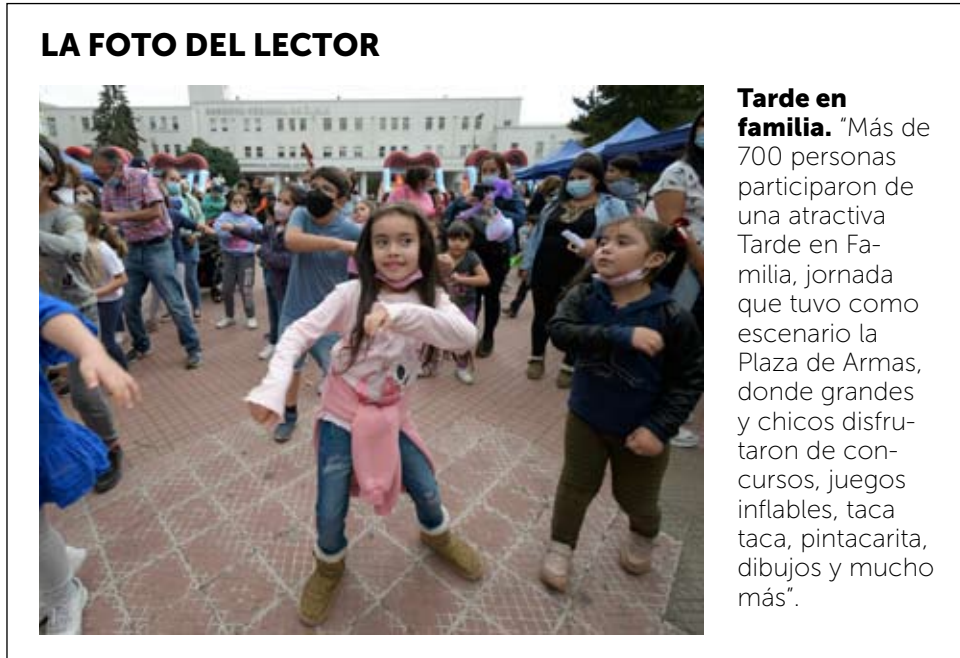 LA FOTO DEL LECTOR
Tarde en
familia. "Más de
700 personas
participaron de
una atractiva
Tarde en Fa-
milia, jornada
que tuvo como
escenario la
Plaza de Armas,
donde grandes
y chicos disfru-
taron de con-
cursos, juegos
inflables, taca
taca, pintacarita,
dibujos y mucho
más".